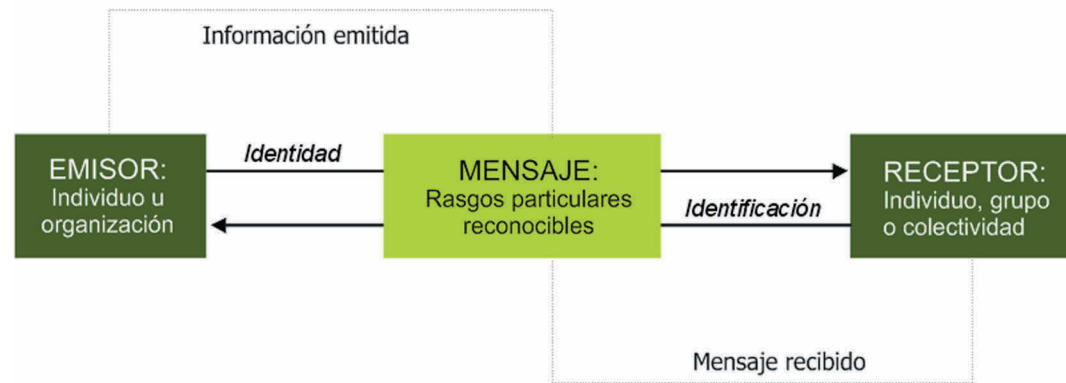 Información emitida
EMISOR:
Individuo u
organización
Identidad
MENSAJE:
Rasgos particulares
reconocibles
Identificación
RECEPTOR:
Individuo, grupo
o colectividad
Mensaje recibido